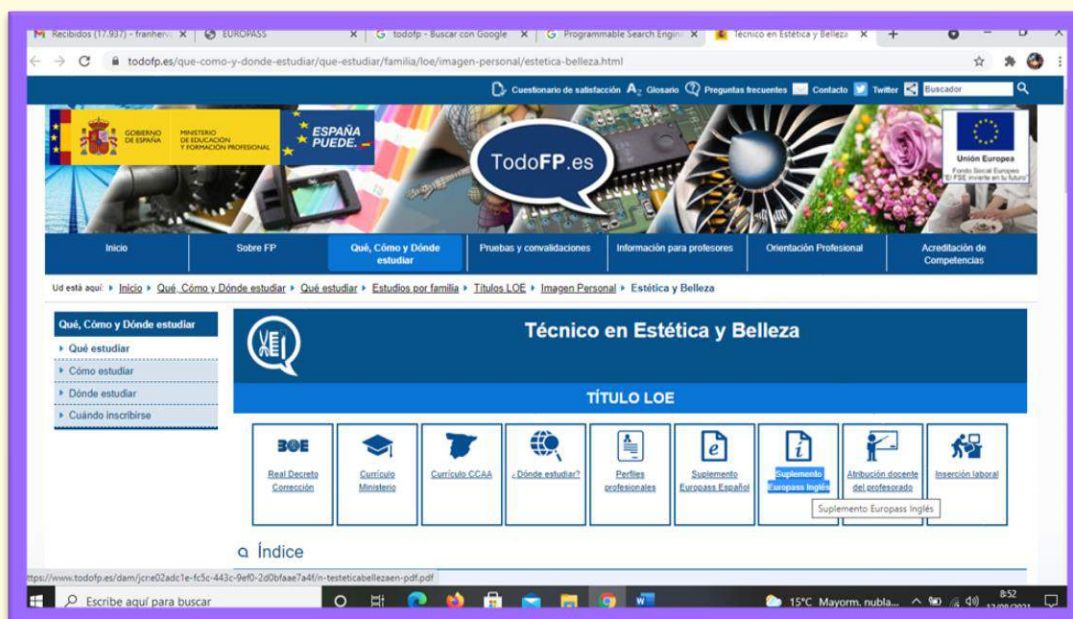 Recibidos (17.937) - franherv
EUROPASS
todofp - Buscar con Google
Programmable Search Engin
Técnico en Estética y Belleza
todofp.es/que-como-y-donde-estudiar/que-estudiar/familia/loe/imagen-personal/estetica-belleza.html
Cuestionario de satisfacción Glosario Preguntas frecuentes Contacto Twitter Buscador
GOBIERNO DE ESPAÑA
MINISTERIO DE EDUCACIÓN Y FORMACIÓN PROFESIONAL
ESPAÑA
PUEDE.
TodoFP.es
Unión Europea
Fondo Social Europeo
"El FSE invierte en tu futuro"
Inicio
Sobre FP
Qué, Cómo y Dónde
estudiar
Pruebas y convalidaciones
Información para profesores
Orientación Profesional
Acreditación de
Competencias
Ud está aquí: Inicio Qué, Cómo y Dónde estudiar Qué estudiar Estudios por familia Títulos LOE Imagen Personal Estética y Belleza
Qué, Cómo y Dónde estudiar
Qué estudiar
Cómo estudiar
Dónde estudiar
Cuándo inscribirse
Técnico en Estética y Belleza
TÍTULO LOE
BOE
Real Decreto
Corrección
Currículo
Ministerio
Currículo CCAA
¿Dónde estudiar?
Perfiles
profesionales
Suplemento
Europass Español
Suplemento
Europass Inglés
Atribución docente
del profesorado
Inserción laboral
Suplemento Europass Inglés
Índice
ttps://www.todofp.es/dam/jcr:e02adc1e-fc5c-443c-9ef0-2d0bfaae7a4f/n-testeticabellezaen-pdf.pdf
Escribe aquí para buscar
15°C Mayorm. nubla...
8:52